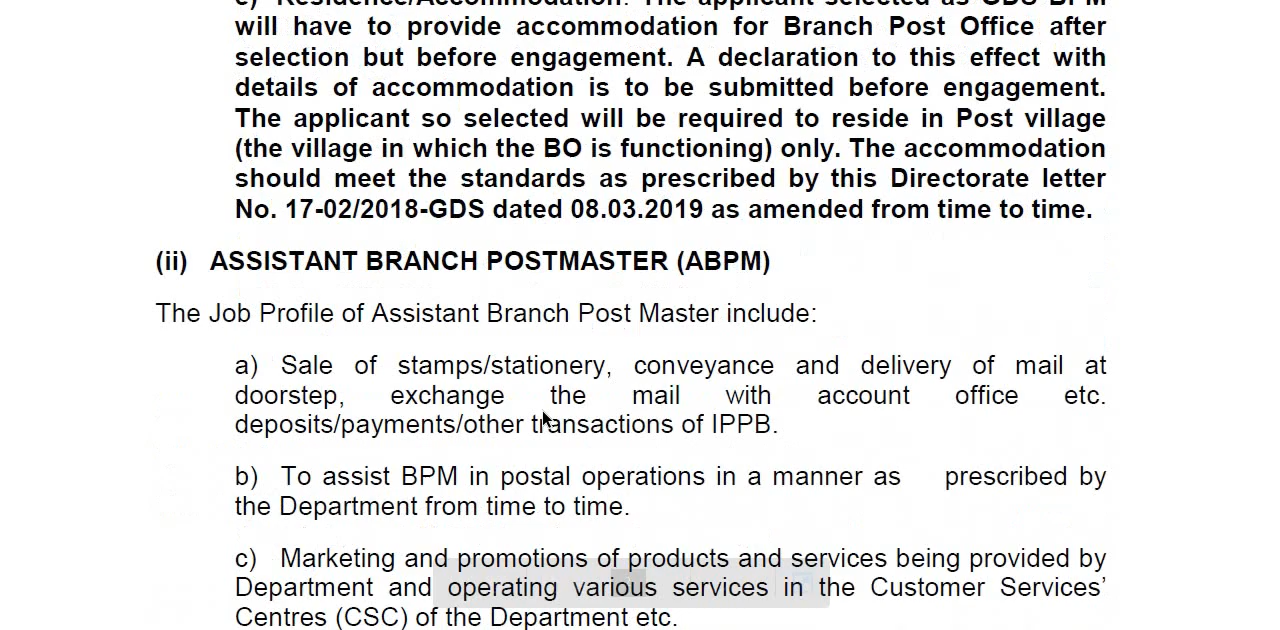 e) Residence/Accommodation: The applicant selected as GDS BPM
will have to provide accommodation for Branch Post Office after
selection but before engagement. A declaration to this effect with
details of accommodation is to be submitted before engagement.
The applicant so selected will be required to reside in Post village
(the village in which the BO is functioning) only. The accommodation
should meet the standards as prescribed by this Directorate letter
No. 17-02/2018-GDS dated 08.03.2019 as amended from time to time.
(ii) ASSISTANT BRANCH POSTMASTER (ABPM)
The Job Profile of Assistant Branch Post Master include:
a) Sale of stamps/stationery, conveyance and delivery of mail at
doorstep, exchange the mail with account office etc.
deposits/payments/other transactions of IPPB.
b) To assist BPM in postal operations in a manner as prescribed by
the Department from time to time.
c) Marketing and promotions of products and services being provided by
Department and operating various services in the Customer Services’
Centres (CSC) of the Department etc.